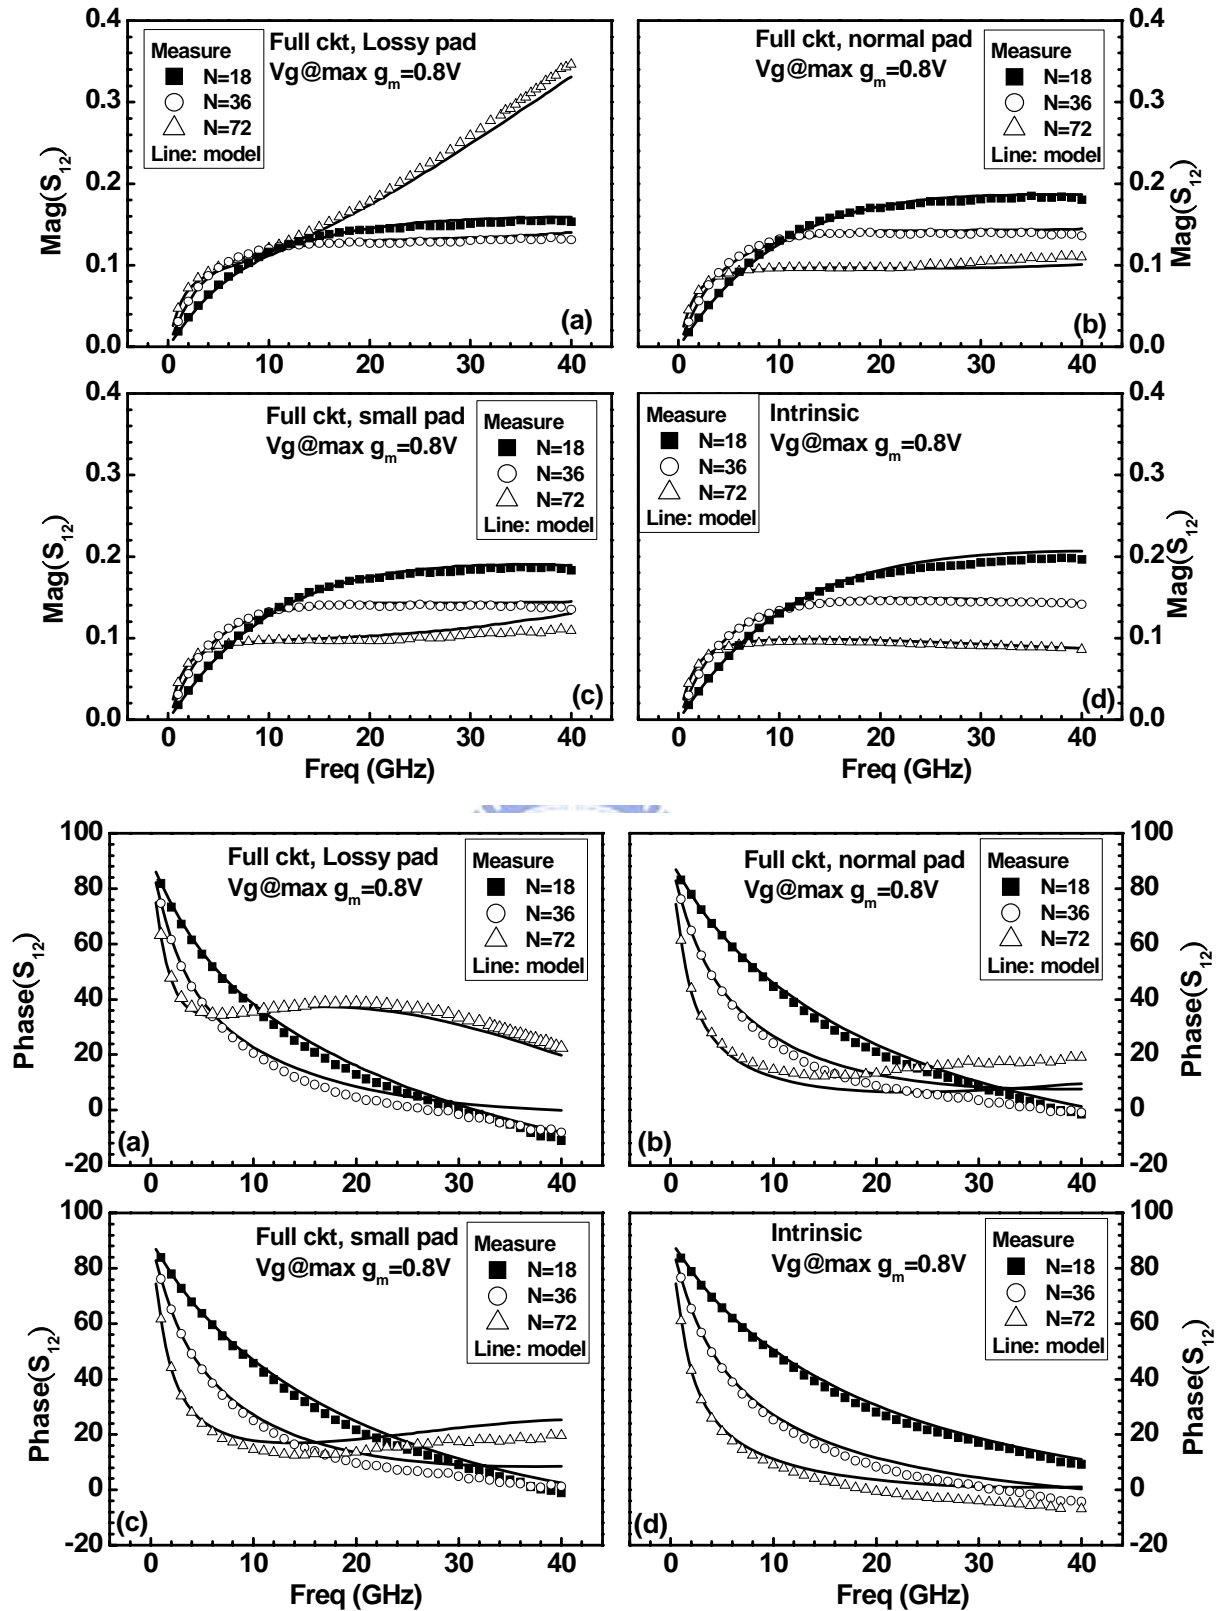 0.4
0.3
0.2
0.1
0.0
Mag(S12)
Measure
N=18
N=36
N=72
Line: model
Full ckt, Lossy pad
Vg@max gm=0.8V
(a)
0 10 20 30 40
Full ckt, normal pad
Vg@max gm=0.8V
Measure
N=18
N=36
N=72
Line: model
(b)
0.4
0.3
0.2
0.1
0.0
Mag(S12)
0 10 20 30 40
0.4
0.3
0.2
0.1
0.0
Mag(S12)
Full ckt, small pad
Vg@max gm=0.8V
Measure
N=18
N=36
N=72
Line: model
(c)
0 10 20 30 40
Freq (GHz)
Measure
N=18
N=36
N=72
Line: model
Intrinsic
Vg@max gm=0.8V
(d)
0.4
0.3
0.2
0.1
0.0
Mag(S12)
0 10 20 30 40
Freq (GHz)
100
80
60
40
20
0
-20
Phase(S12)
Full ckt, Lossy pad
Vg@max gm=0.8V
Measure
N=18
N=36
N=72
Line: model
(a)
0 10 20 30 40
Full ckt, normal pad
Vg@max gm=0.8V
Measure
N=18
N=36
N=72
Line: model
(b)
100
80
60
40
20
0
-20
Phase(S12)
0 10 20 30 40
100
80
60
40
20
0
-20
Phase(S12)
Full ckt, small pad
Vg@max gm=0.8V
Measure
N=18
N=36
N=72
Line: model
(c)
0 10 20 30 40
Freq (GHz)
Intrinsic
Vg@max gm=0.8V
Measure
N=18
N=36
N=72
Line: model
(d)
100
80
60
40
20
0
-20
Phase(S12)
0 10 20 30 40
Freq (GHz)